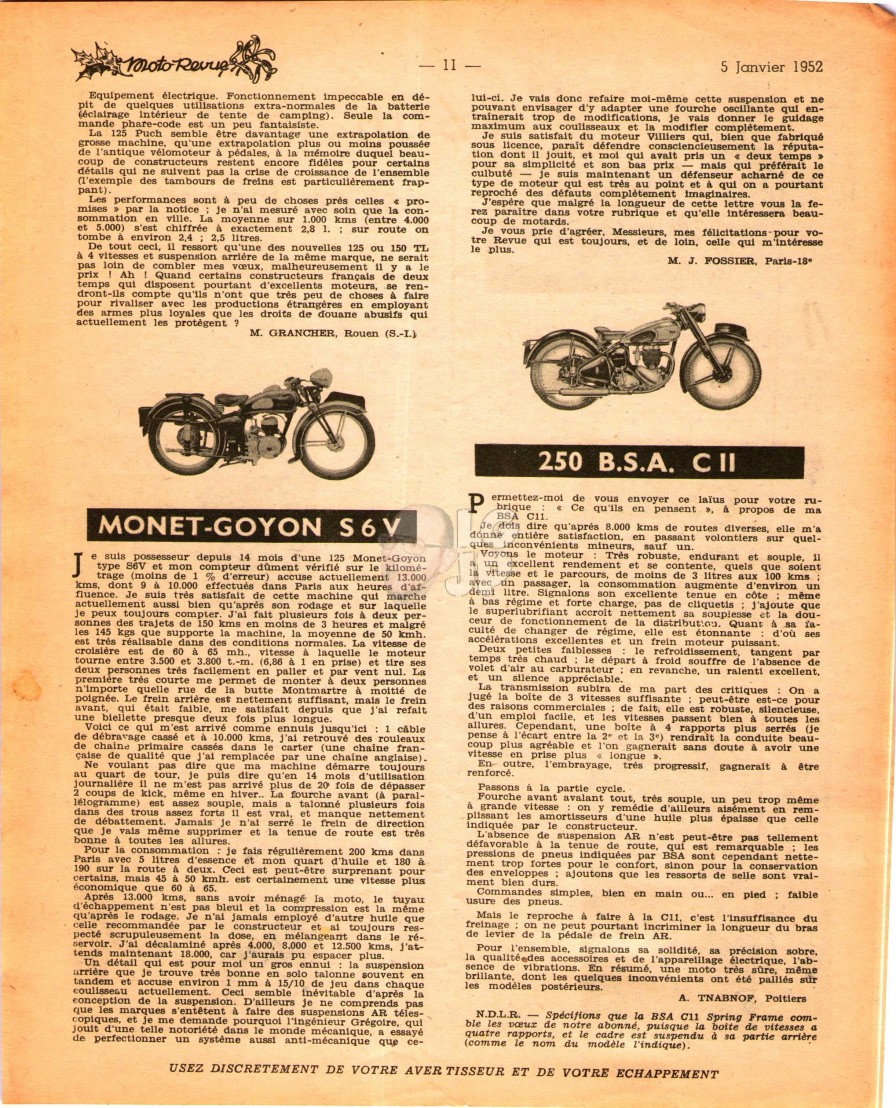 Moto Revue
— 11 —
5 Janvier 1952
Equipement électrique. Fonctionnement impeccable en dé-
pit de quelques utilisations extra-normales de la batterie
(éclairage intérieur de tente de camping). Seule la com-
mande phare-code est un peu fantaisiste.
La 125 Puch semble être davantage une extrapolation de
grosse machine, qu'une extrapolation plus ou moins poussée
de l'antique vélomoteur à pédales, à la mémoire duquel beau-
coup de constructeurs restent encore fidèles pour certains
détails qui ne suivent pas la crise de croissance de l'ensemble
(l'exemple des tambours de freins est particulièrement frap-
pant).
Les performances sont à peu de choses près celles « pro-
mises » par la notice ; je n'ai mesuré avec soin que la con-
sommation en ville. La moyenne sur 1.000 kms (entre 4.000
et 5.000) s'est chiffrée à exactement 2,8 l. ; sur route on
tombe à environ 2,4 ; 2,5 litres.
De tout ceci, il ressort qu'une des nouvelles 125 ou 150 TL
à 4 vitesses et suspension arrière de la même marque, ne serait
pas loin de combler mes vœux, malheureusement il y a le
prix ! Ah ! Quand certains constructeurs français de deux
temps qui disposent pourtant d'excellents moteurs, se ren-
dront-ils compte qu'ils n'ont que très peu de choses à faire
pour rivaliser avec les productions étrangères en employant
des armes plus loyales que les droits de douane abusifs qui
actuellement les protègent ?
M. GRANCHER, Rouen (S.-I.)
MONET-GOYON S6V
Je suis possesseur depuis 14 mois d'une 125 Monet-Goyon
type S6V et mon compteur dûment vérifié sur le kilomé-
trage (moins de 1 % d'erreur) accuse actuellement 13.000
kms, dont 9 à 10.000 effectués dans Paris aux heures d'af-
fluence. Je suis très satisfait de cette machine qui marche
actuellement aussi bien qu'après son rodage et sur laquelle
je peux toujours compter. J'ai fait plusieurs fois à deux per-
sonnes des trajets de 150 kms en moins de 3 heures et malgré
les 145 kgs que supporte la machine, la moyenne de 50 kmh.
est très réalisable dans des conditions normales. La vitesse de
croisière est de 60 à 65 mh., vitesse à laquelle le moteur
tourne entre 3.500 et 3.800 t.-m. (6,86 à 1 en prise) et tire ses
deux personnes très facilement en palier et par vent nul. La
première très courte me permet de monter à deux personnes
n'importe quelle rue de la butte Montmartre à moitié de
poignée. Le frein arrière est nettement suffisant, mais le frein
avant, qui était faible, me satisfait depuis que j'ai refait
une biellette presque deux fois plus longue.
Voici ce qui m'est arrivé comme ennuis jusqu'ici : 1 câble
de débrayage cassé et à 10.000 kms, j'ai retrouvé des rouleaux
de chaîne primaire cassés dans le carter (une chaîne fran-
çaise de qualité que j'ai remplacée par une chaîne anglaise).
Ne voulant pas dire que ma machine démarre toujours
au quart de tour, je puis dire qu'en 14 mois d'utilisation
journalière il ne m'est pas arrivé plus de 20 fois de dépasser
2 coups de kick, même en hiver.. La fourche avant (à paral-
lélogramme) est assez souple, mais a talonné plusieurs fois
dans des trous assez forts il est vrai, et manque nettement
de débattement. Jamais je n'ai serré le frein de direction
que je vais même supprimer et la tenue de route est très
bonne à toutes les allures.
Pour la consommation : je fais régulièrement 200 kms dans
Paris avec 5 litres d'essence et mon quart d'huile et 180 à
190 sur la route à deux. Ceci est peut-être surprenant pour
certains, mais 45 à 50 kmh. est certainement une vitesse plus
économique que 60 à 65.
Après 13.000 kms, sans avoir ménagé la moto, le tuyau
d'échappement n'est pas bleui et la compression est la même
qu'après le rodage. Je n'ai jamais employé d'autre huile que
celle recommandée par le constructeur et ai toujours res-
pecté scrupuleusement la dose, en mélangeant dans le ré-
servoir. J'ai décalaminé après 4.000, 8.000 et 12.500 kms, j'at-
tends maintenant 18.000, car j'aurais pu espacer plus.
Un détail qui est pour moi un gros ennui : la suspension
arrière que je trouve très bonne en solo talonne souvent en
tandem et accuse environ 1 mm à 15/10 de jeu dans chaque
coulisseau actuellement. Ceci semble inévitable d'après la
conception de la suspension. D'ailleurs je ne comprends pas
que les marques s'entêtent à faire des suspensions AR téles-
copiques, et je me demande pourquoi l'ingénieur Grégoire, qui
jouit d'une telle notoriété dans le monde mécanique, a essayé
de perfectionner un système aussi anti-mécanique que ce-
lui-ci. Je vais donc refaire moi-même cette suspension et ne
pouvant envisager d'y adapter une fourche oscillante qui en-
traînerait trop de modifications, je vais donner le guidage
maximum aux coulisseaux et la modifier complètement.
Je suis satisfait du moteur Villiers qui, bien que fabriqué
sous licence, paraît défendre consciencieusement la réputa-
tion dont il jouit, et moi qui avait pris un « deux temps »
pour sa simplicité et son bas prix — mais qui préférait le
culbuté — je suis maintenant un défenseur acharné de ce
type de moteur qui est très au point et à qui on a pourtant
reproché des défauts complètement imaginaires.
J'espère que malgré la longueur de cette lettre vous la fe-
rez paraître dans votre rubrique et qu'elle intéressera beau-
coup de motards.
Je vous prie d'agréer, Messieurs, mes félicitations pour vo-
tre Revue qui est toujours, et de loin, celle qui m'intéresse
le plus.
M. J. FOSSIER, Paris-18e
250 B.S.A. C II
Permettez-moi de vous envoyer ce laïus pour votre ru-
brique : « Ce qu'ils en pensent », à propos de ma
BSA C11.
Je dois dire qu'après 8.000 kms de routes diverses, elle m'a
donné entière satisfaction, en passant volontiers sur quel-
ques inconvénients mineurs, sauf un.
Voyons le moteur : Très robuste, endurant et souple, il
a un excellent rendement et se contente, quels que soient
la vitesse et le parcours, de moins de 3 litres aux 100 kms ;
avec un passager, la consommation augmente d'environ un
demi litre. Signalons son excellente tenue en côte ; même
à bas régime et forte charge, pas de cliquetis ; j'ajoute que
le superlubrifiant accroît nettement sa souplesse et la dou-
ceur de fonctionnement de la distribution. Quant à sa fa-
culté de changer de régime, elle est étonnante : d'où ses
accélérations excellentes et un frein moteur puissant.
Deux petites faiblesses : le refroidissement, tangent par
temps très chaud ; le départ à froid souffre de l'absence de
volet d'air au carburateur ; en revanche, un ralenti excellent,
et un silence appréciable.
La transmission subira de ma part des critiques : On a
jugé la boîte de 3 vitesses suffisante ; peut-être est-ce pour
des raisons commerciales ; de fait, elle est robuste, silencieuse,
d'un emploi facile, et les vitesses passent bien à toutes les
allures. Cependant, une boîte à 4 rapports plus serrés (je
pense à l'écart entre la 2e et la 3e) rendrait la conduite beau-
coup plus agréable et l'on gagnerait sans doute à avoir une
vitesse en prise plus « longue ».
En- outre, l'embrayage, très progressif, gagnerait à être
renforcé.
Passons à la partie cycle.
Fourche avant avalant tout, très souple, un peu trop même
à grande vitesse : on y remédie d'ailleurs aisément en rem-
plissant les amortisseurs d'une huile plus épaisse que celle
indiquée par le constructeur.
L'absence de suspension AR n'est peut-être pas tellement
défavorable à la tenue de route, qui est remarquable ; les
pressions de pneus indiquées par BSA sont cependant nette-
ment trop fortes pour le confort, sinon pour la conservation
des enveloppes ; ajoutons que les ressorts de selle sont vrai-
ment bien durs.
Commandes simples, bien en main ou... en pied ; faible
usure des pneus.
Mais le reproche à faire à la C11, c'est l'insuffisance du
freinage ; on ne peut pourtant incriminer la longueur du bras
de levier de la pédale de frein AR.
Pour l'ensemble, signalons sa solidité, sa précision sobre,
la qualité des accessoires et de l'appareillage électrique, l'ab-
sence de vibrations. En résumé, une moto très sûre, même
brillante, dont les quelques inconvénients ont été palliés sur
les modèles postérieurs.
A. TNABNOF, Poitiers
N.D.L.R. — Spécifions que la BSA C11 Spring Frame com-
ble les vœux de notre abonné, puisque la boîte de vitesses a
quatre rapports, et le cadre est suspendu à sa partie arrière
(comme le nom du modèle l'indique).
USEZ DISCRETEMENT DE VOTRE AVERTISSEUR ET DE VOTRE ECHAPPEMENT